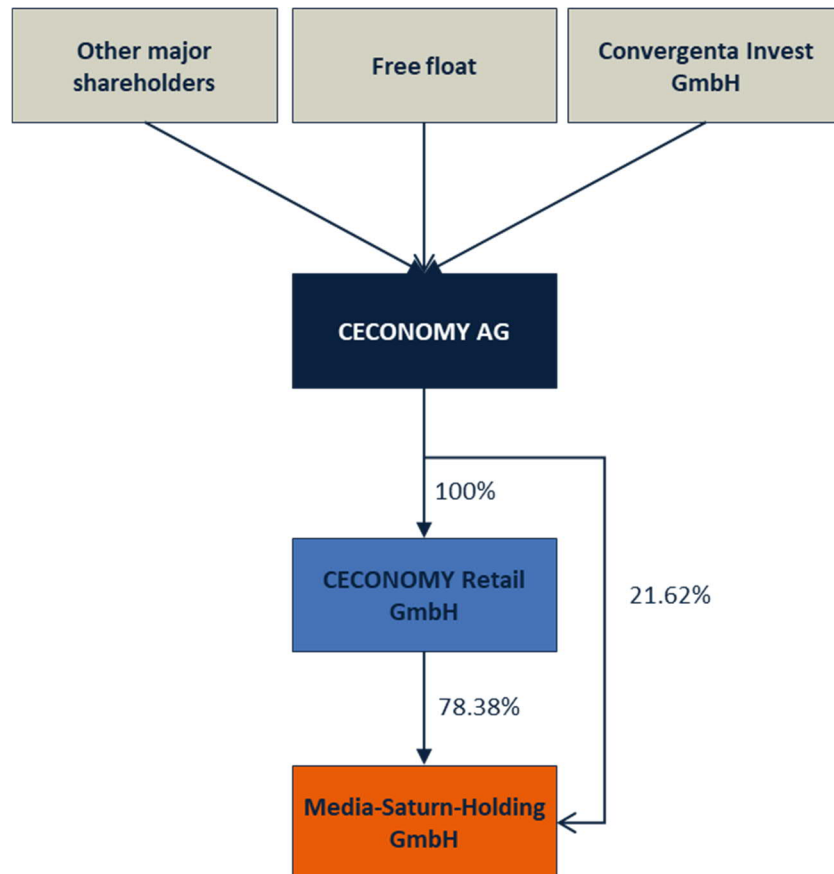 Other major
shareholders
Free float
Convergenta Invest
GmbH
CECONOMY AG
100%
CECONOMY Retail
GmbH
21.62%
78.38%
Media-Saturn-Holding
GmbH